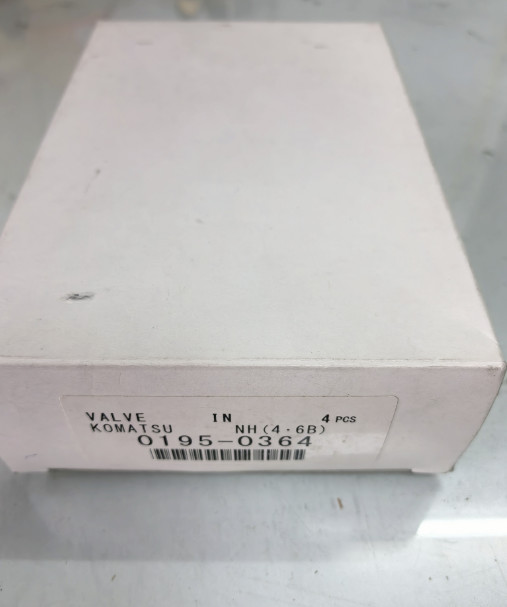 VALVE IN 4 PCS
KOMATSU NH(4·6B)
0195-0364